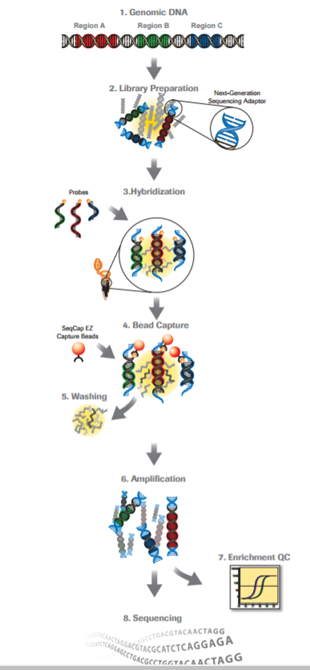 1. Genomic DNA
Region A Region B Region C
2. Library Preparation
Next-Generation
Sequencing Adaptor
Probes
3.Hybridization
SeqCap EZ
Capture Beads
4. Bead Capture
5. Washing
6. Amplification
7. Enrichment QC
8. Sequencing